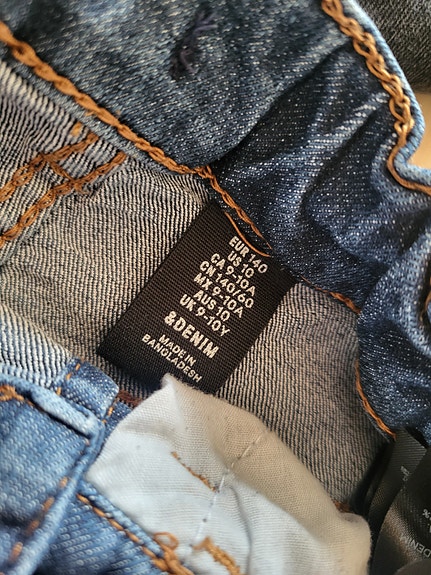 EUR 140
US 10
CA 9-10A
CN 140/60
MX 9-10A
AUS 10
UK 9-10Y
&DENIM
MADE IN
BANGLADESH
DENIM